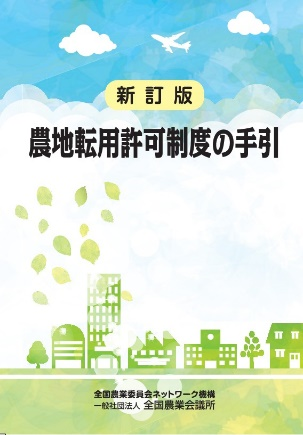 新訂版
農地転用許可制度の手引
全国農業委員会ネットワーク機構
一般社団法人 全国農業会議所